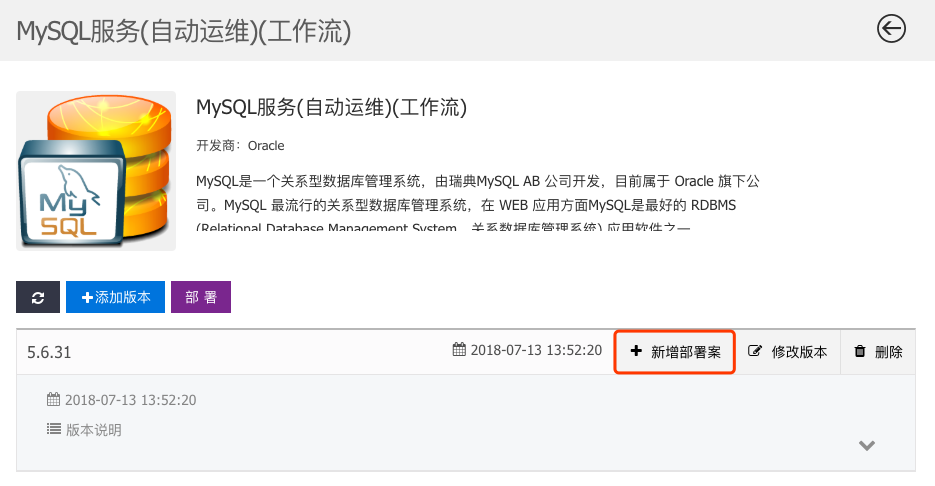 MySQL服务(自动运维)(工作流)
MySQL服务(自动运维)(工作流)
开发商：Oracle
MySQL是一个关系型数据库管理系统，由瑞典MySQL AB 公司开发，目前属于 Oracle 旗下公
司。MySQL 最流行的关系型数据库管理系统，在 WEB 应用方面MySQL是最好的 RDBMS
(Relational Database Management System，关系数据库管理系统) 应用软件之一
My
SQL
添加版本 部 署
5.6.31 2018-07-13 13:52:20 新增部署案 修改版本 删除
2018-07-13 13:52:20
版本说明